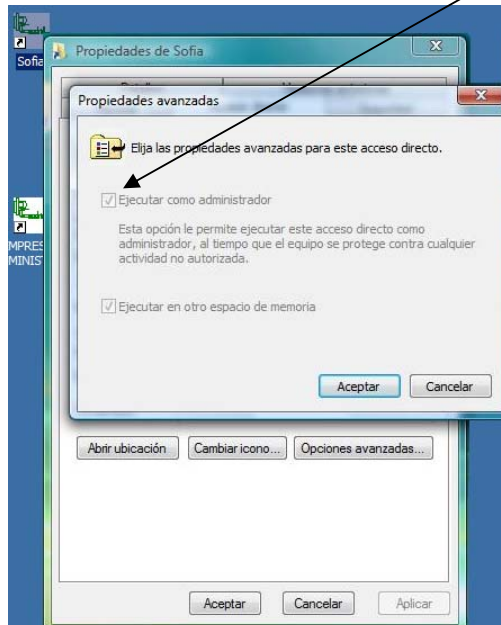 Sofia
Propiedades de Sofia
Propiedades avanzadas
Elija las propiedades avanzadas para este acceso directo.
Ejecutar como administrador
Esta opción le permite ejecutar este acceso directo como
administrador, al tiempo que el equipo se protege contra cualquier
actividad no autorizada.
Ejecutar en otro espacio de memoria
Aceptar Cancelar
MPRES
MINIS
Abrir ubicación Cambiar icono... Opciones avanzadas...
Aceptar Cancelar Aplicar